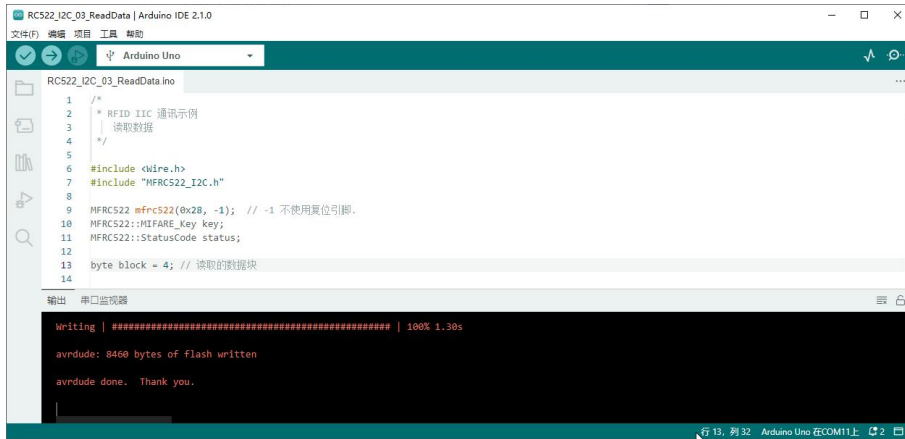 RC522_I2C_03_ReadData | Arduino IDE 2.1.0
文件(F) 编辑 项目 工具 帮助
Arduino Uno
RC522_I2C_03_ReadData.ino
1 /*
2 * RFID IIC 通讯示例
3 读取数据
4 */
5
6 #include <Wire.h>
7 #include "MFRC522_I2C.h"
8
9 MFRC522 mfrc522(0x28, -1); // -1 不使用复位引脚.
10 MFRC522::MIFARE_Key key;
11 MFRC522::StatusCode status;
12
13 byte block = 4; // 读取的数据块
14
输出 串口监视器
Writing | ################################################## | 100% 1.30s
avrdude: 8460 bytes of flash written
avrdude done.  Thank you.
行 13, 列 32 Arduino Uno 在COM11上 2